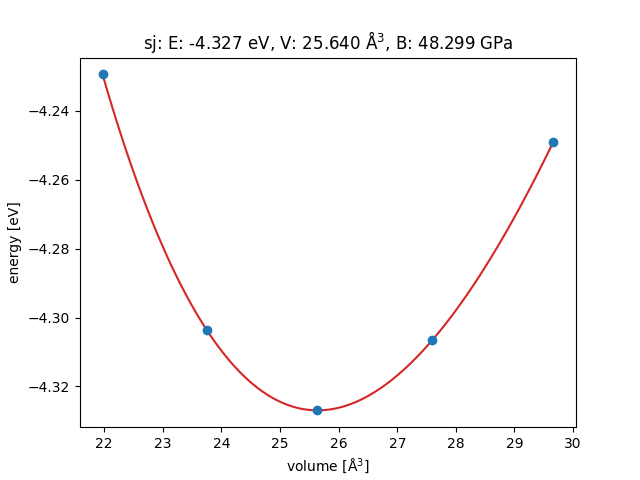 sj: E: -4.327 eV, V: 25.640 Å³, B: 48.299 GPa
−4.24
−4.26
−4.28
−4.30
−4.32
energy [eV]
22 23 24 25 26 27 28 29 30
volume [Å³]